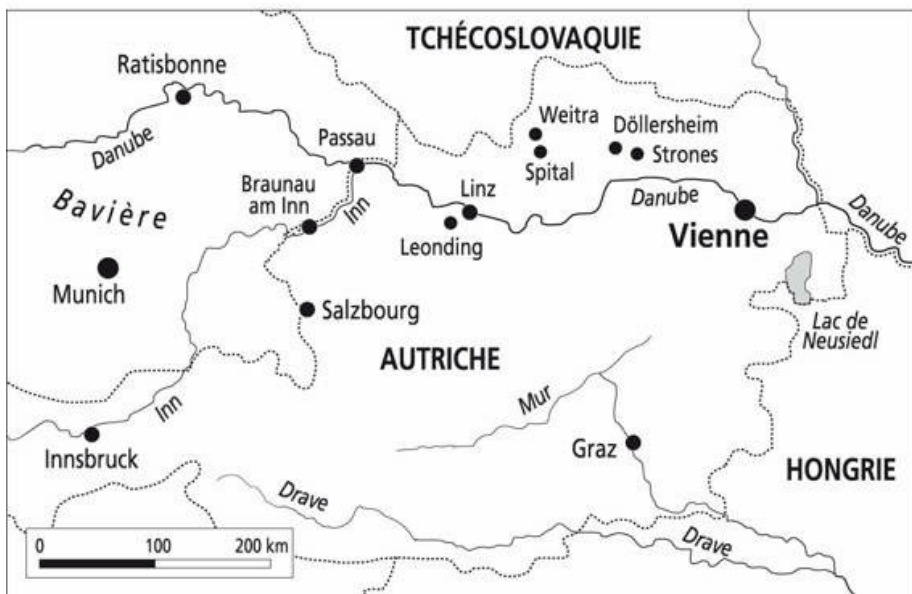 TCHÉCOSLOVAQUIE
Ratisbonne
Weitra
Döllersheim
Danube
Passau
Spital
Strones
Braunau
am Inn
Inn
Linz
Danube
Bavière
Vienne
Danube
Leonding
Munich
Salzbourg
Lac de
Neusiedl
AUTRICHE
Inn
Mur
Graz
Innsbruck
HONGRIE
Drave
Drave
0 100 200 km